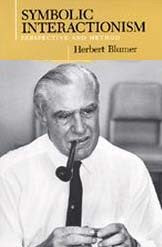 SYMBOLIC
INTERACTIONISM
PERSPECTIVE AND METHOD
Herbert Blumer